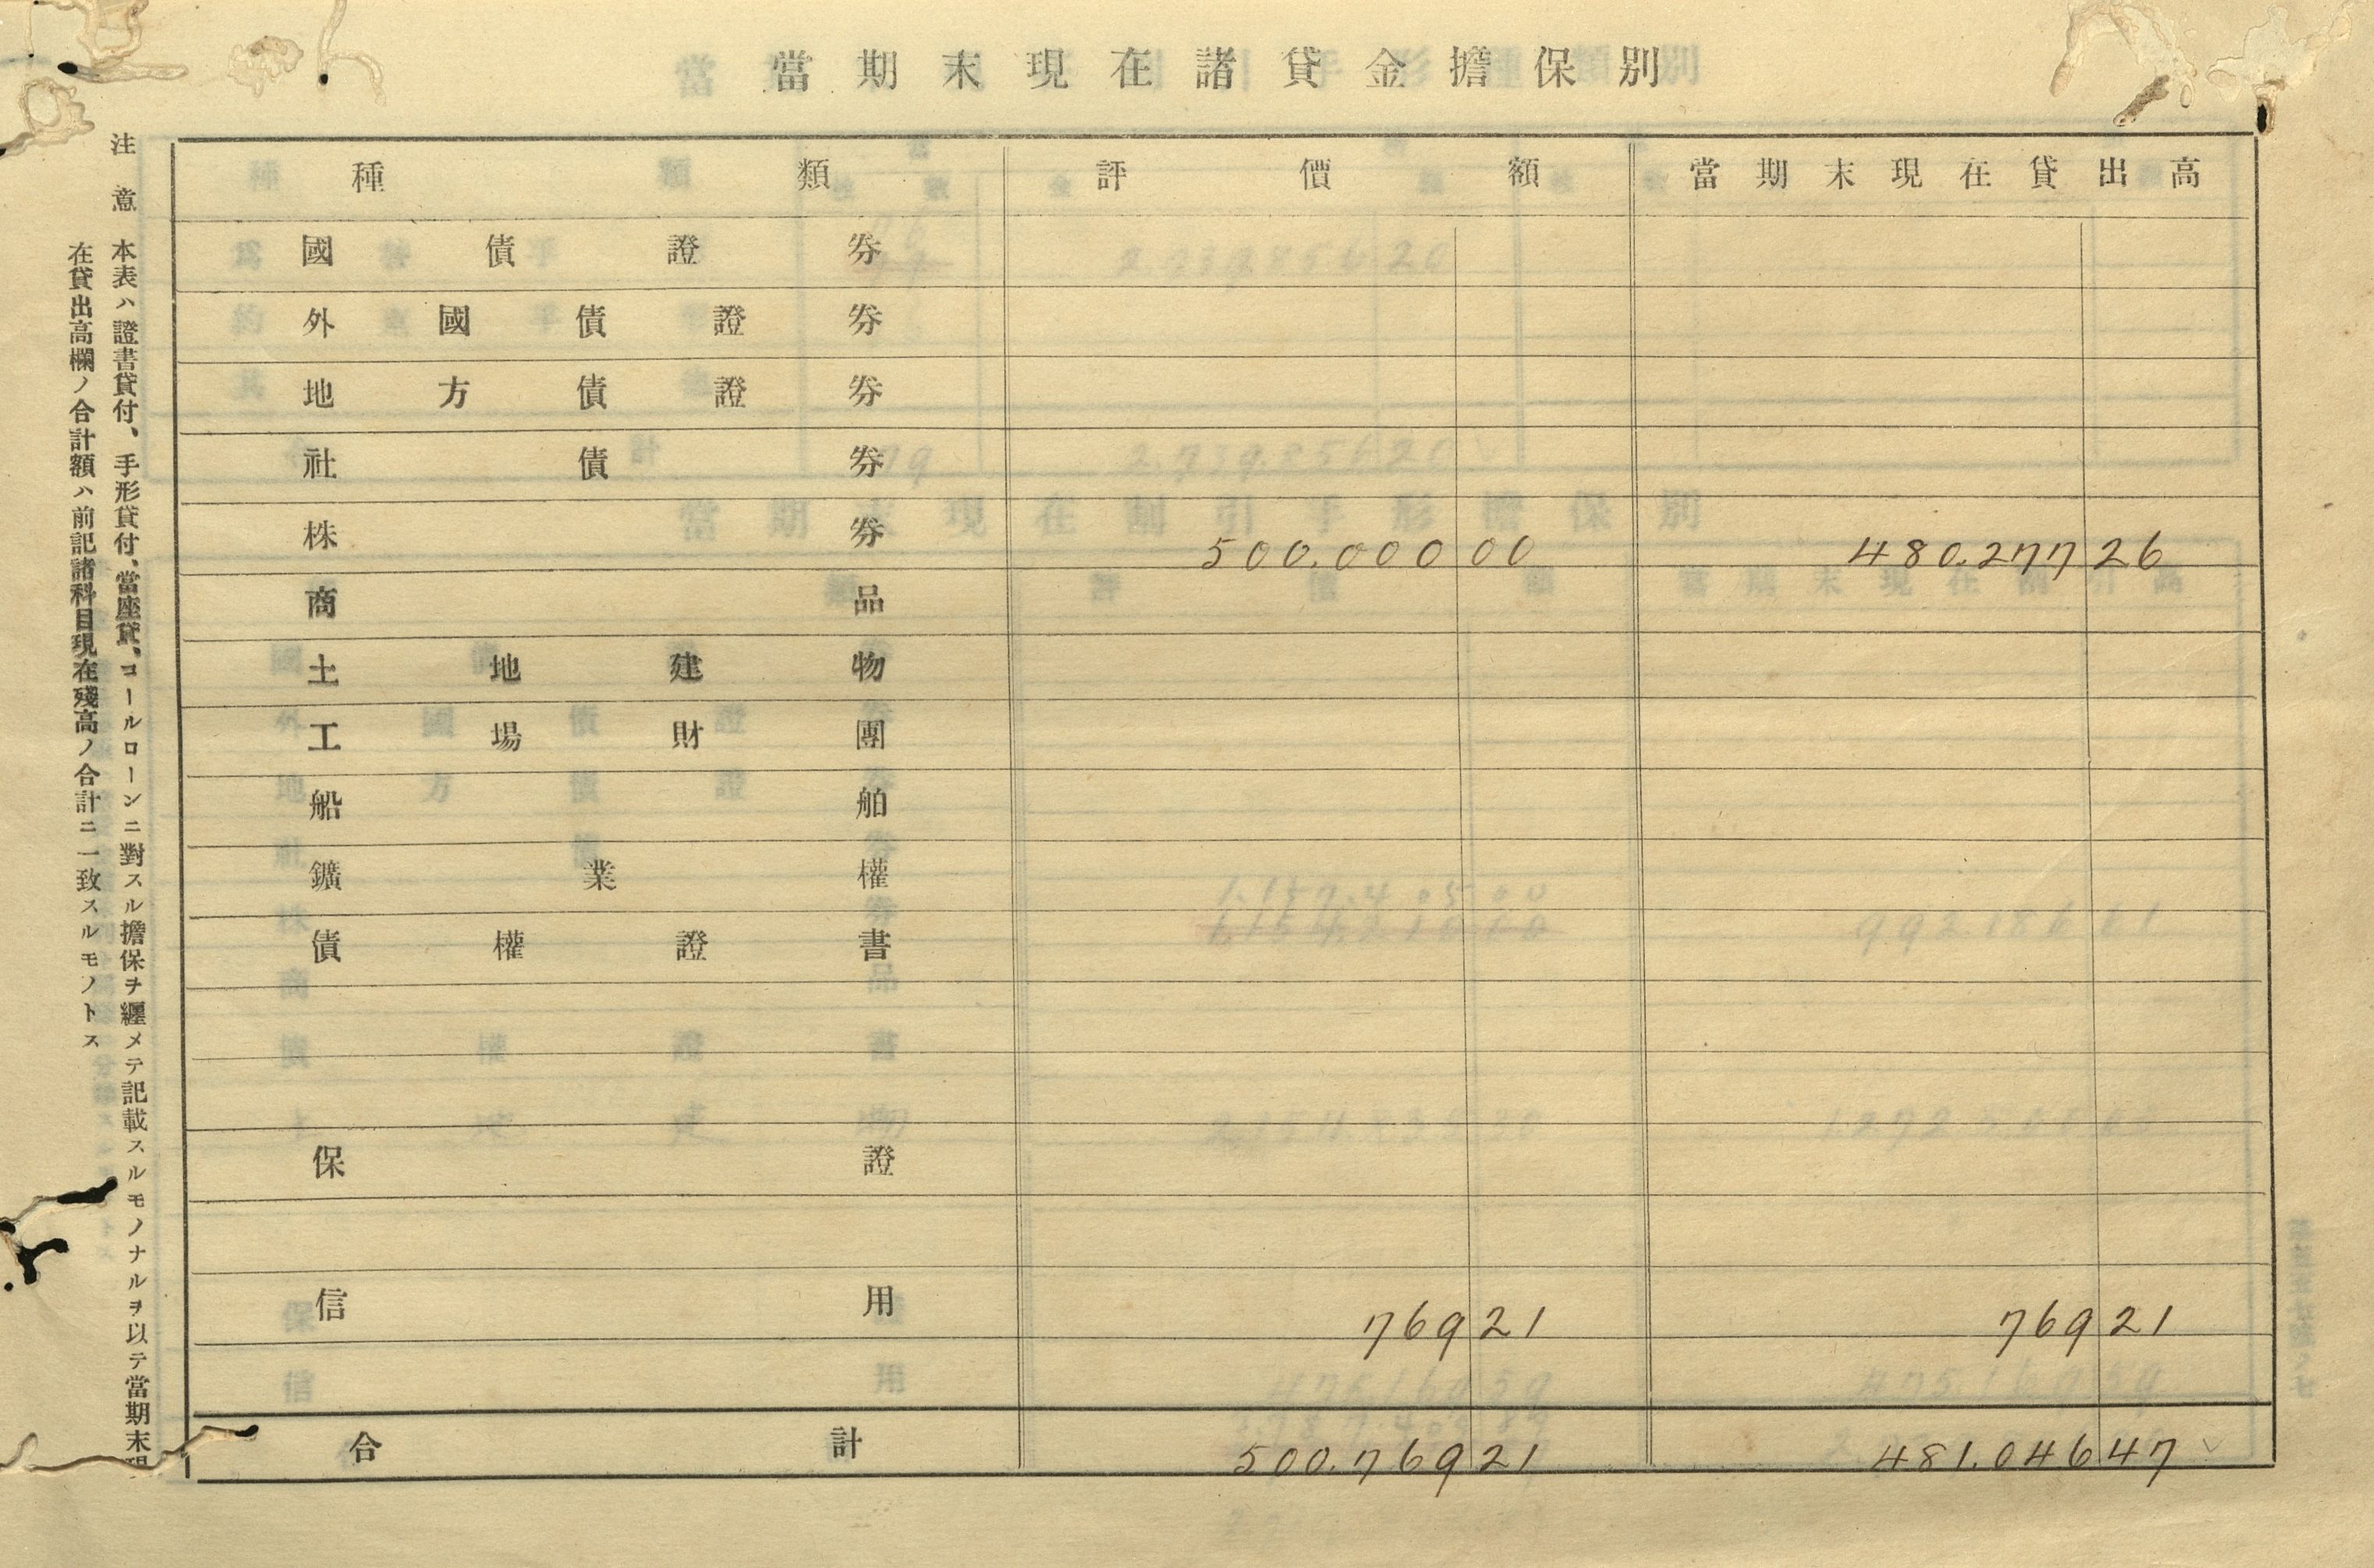 當期末現在諸貸金擔保別
種類 評價額 當期末現在貸出高
國債證券
外國債證券
地方債證券
社債券
株券 500.000 00 480.277 26
商品
土地建物
工場財團
船舶
鑛業權
債權證書
保證
信用 769 21 769 21
合計 500.769 21 481.046 47
注意 本表ハ證書貸付、手形貸付、當座貸、コールローンニ對スル擔保ヲ纒メテ記載スルモノナルヲ以テ當期末現
在貸出高欄ノ合計額ハ前記諸科目現在殘高ノ合計ニ一致スルモノトス